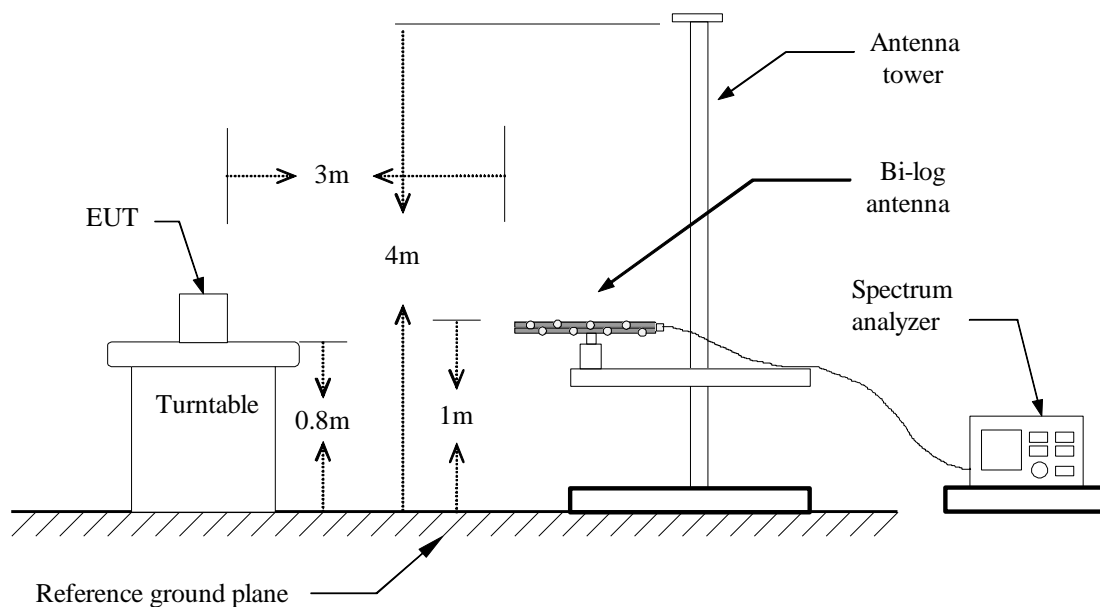 Antenna
tower
3m
Bi-log
antenna
EUT
4m
Spectrum
analyzer
Turntable
0.8m
1m
Reference ground plane